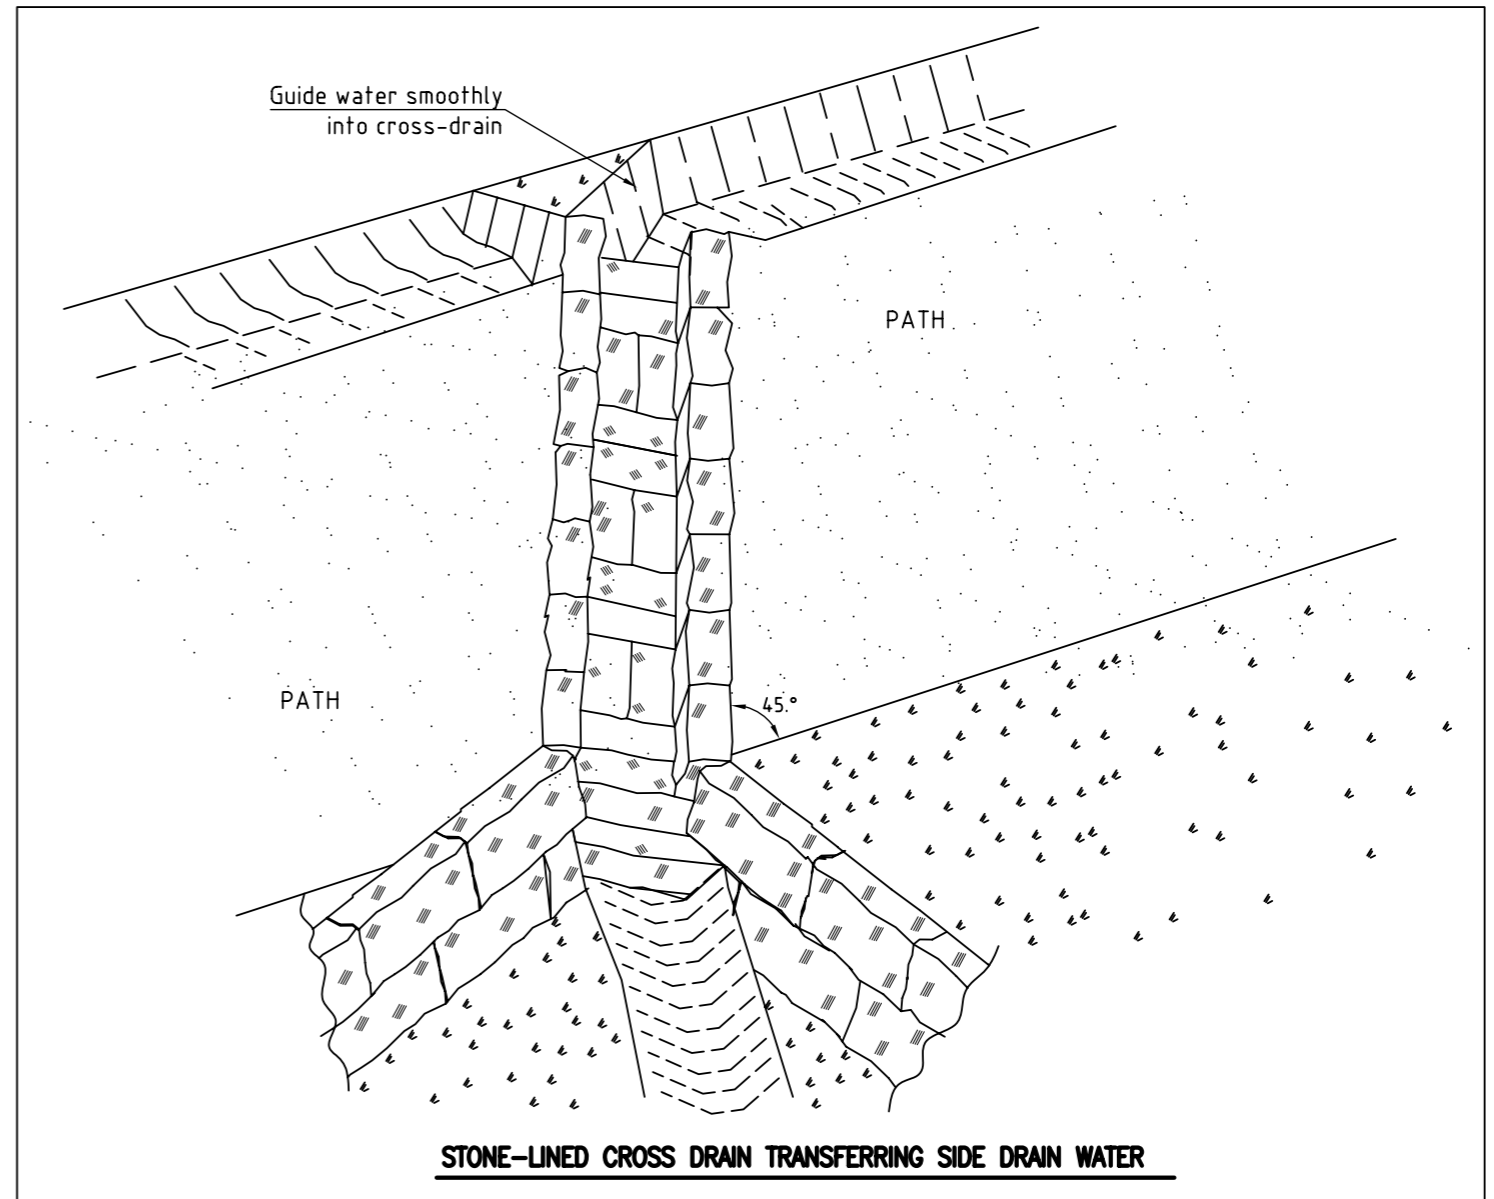 Guide water smoothly
into cross-drain
PATH
PATH
45.°
STONE-LINED CROSS DRAIN TRANSFERRING SIDE DRAIN WATER